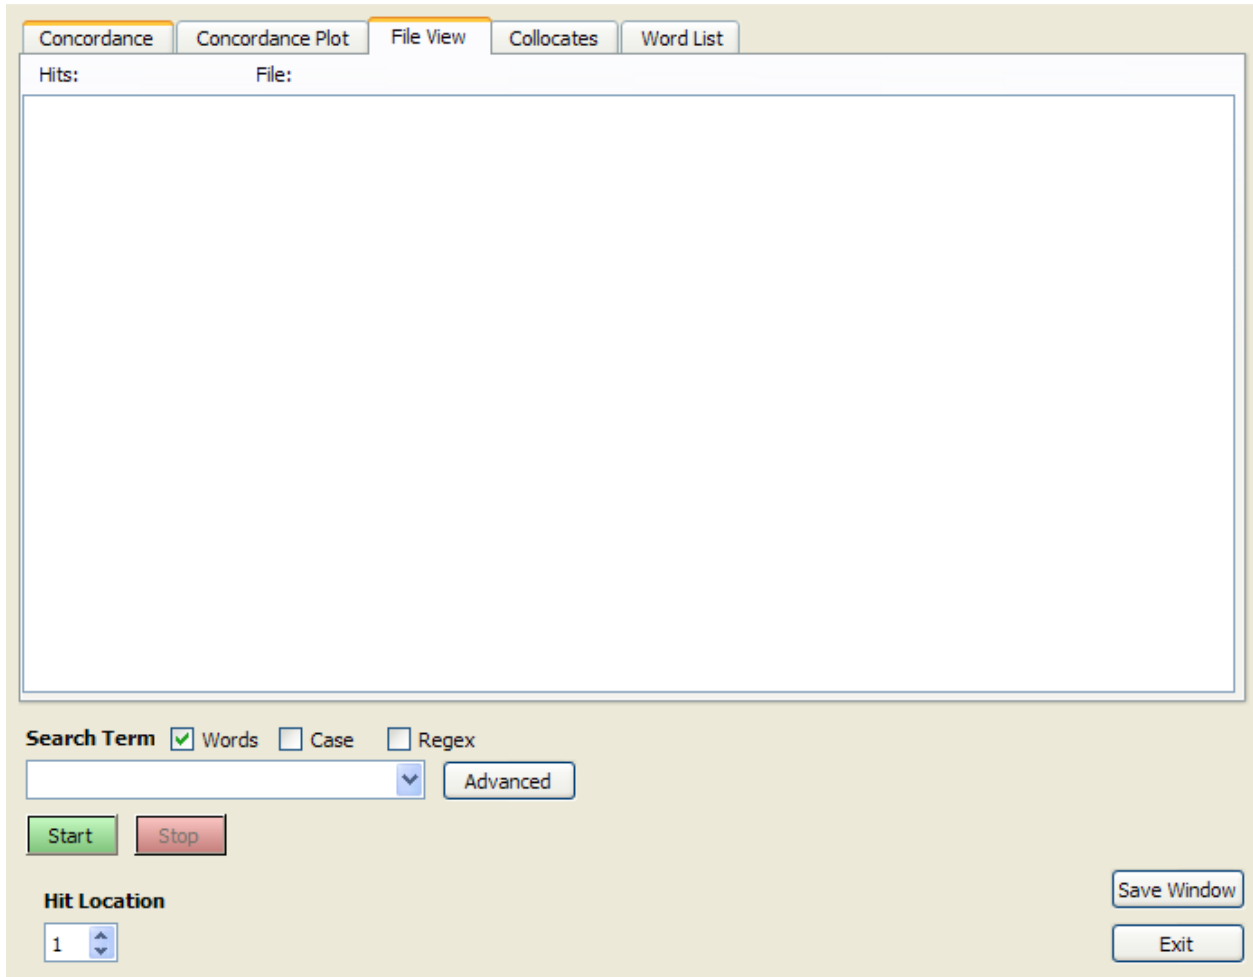 Concordance Concordance Plot File View Collocates Word List
Hits: File:
Search Term Words Case Regex
Advanced
Start Stop
Save Window
Hit Location
1
Exit